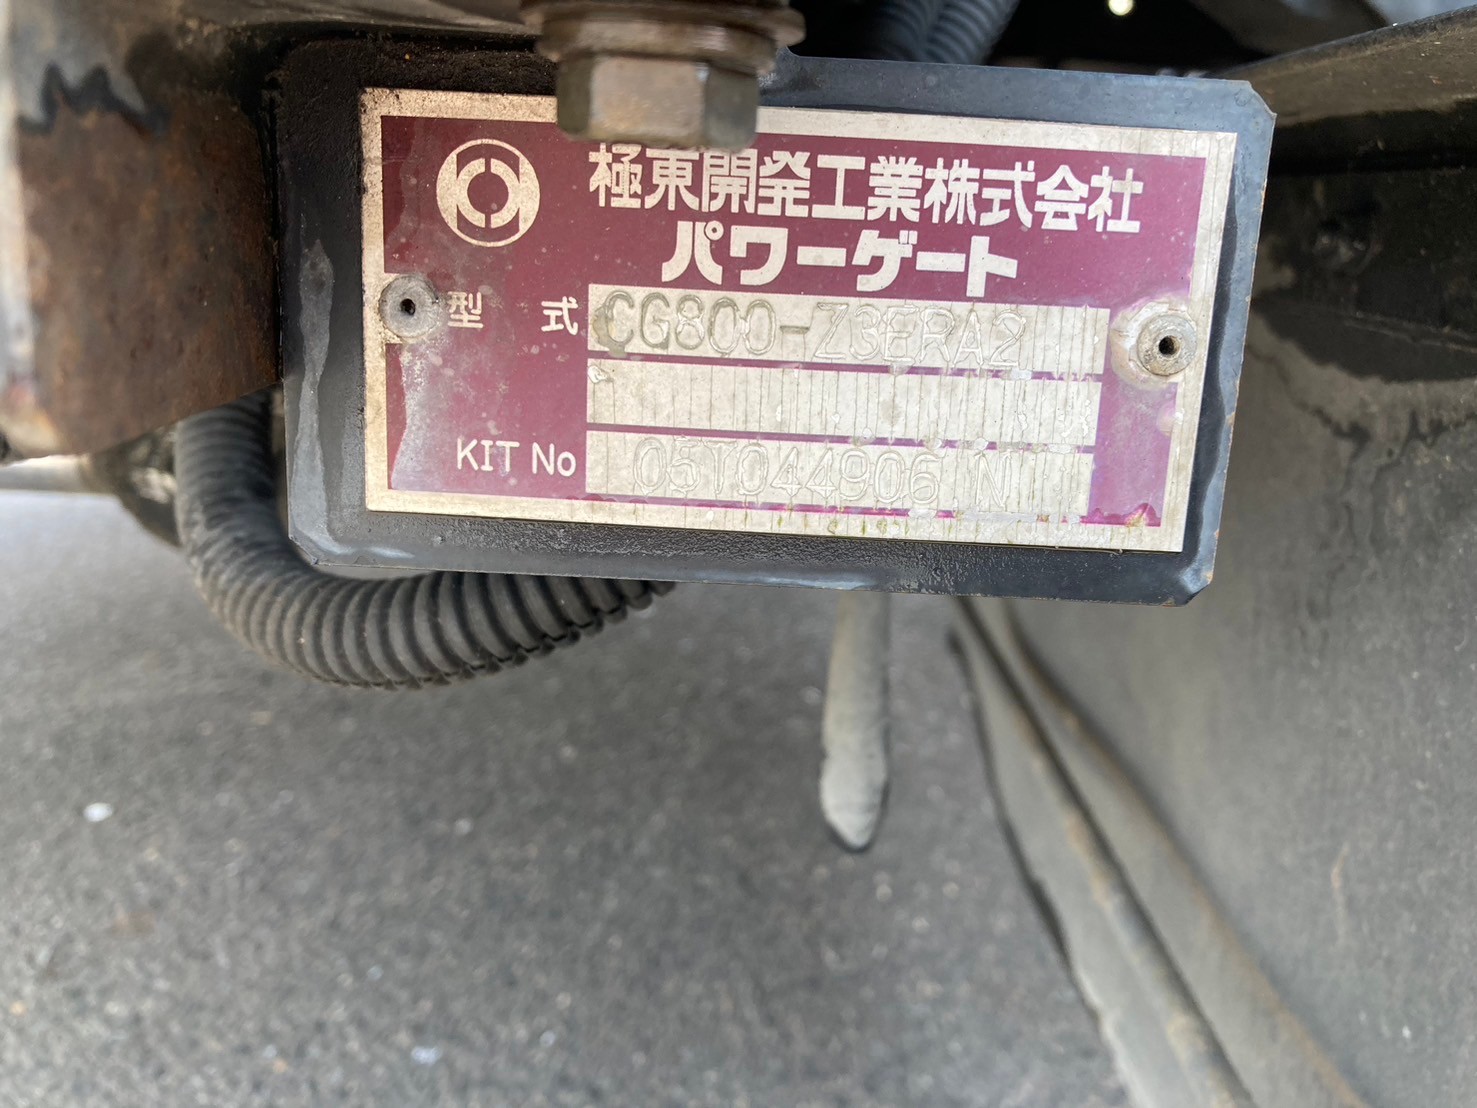 極東開発工業株式会社
パワーゲート
型 式 CG800-Z3ERA2
KIT No 05T044906 N